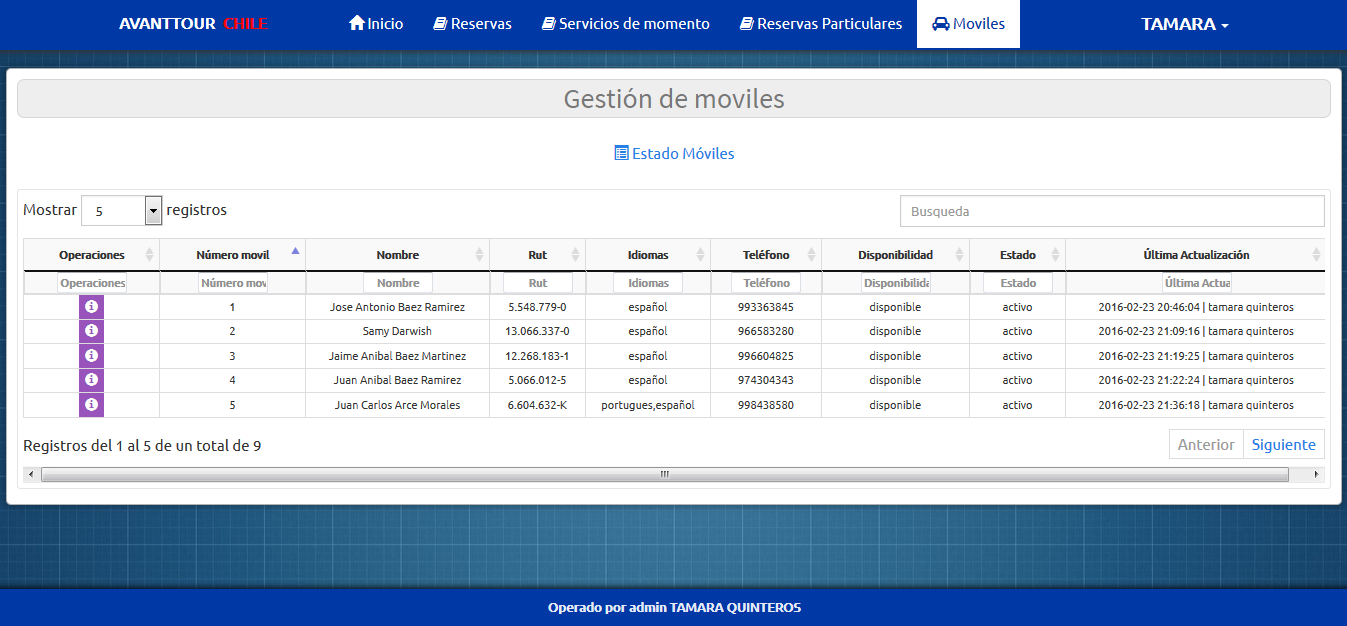 AVANTTOUR CHILE Inicio Reservas Servicios de momento Reservas Particulares Moviles TAMARA
Gestión de moviles
Estado Móviles
Mostrar 5 registros Busqueda
Operaciones Número movil Nombre Rut Idiomas Teléfono Disponibilidad Estado Última Actualización
Operaciones Número mov Nombre Rut Idiomas Teléfono Disponibilida Estado Última Actua
1 Jose Antonio Baez Ramirez 5.548.779-0 español 993363845 disponible activo 2016-02-23 20:46:04 | tamara quinteros
2 Samy Darwish 13.066.337-0 español 966583280 disponible activo 2016-02-23 21:09:16 | tamara quinteros
3 Jaime Anibal Baez Martinez 12.268.183-1 español 996604825 disponible activo 2016-02-23 21:19:25 | tamara quinteros
4 Juan Anibal Baez Ramirez 5.066.012-5 español 974304343 disponible activo 2016-02-23 21:22:24 | tamara quinteros
5 Juan Carlos Arce Morales 6.604.632-K portugues,español 998438580 disponible activo 2016-02-23 21:36:18 | tamara quinteros
Registros del 1 al 5 de un total de 9 Anterior Siguiente
Operado por admin TAMARA QUINTEROS